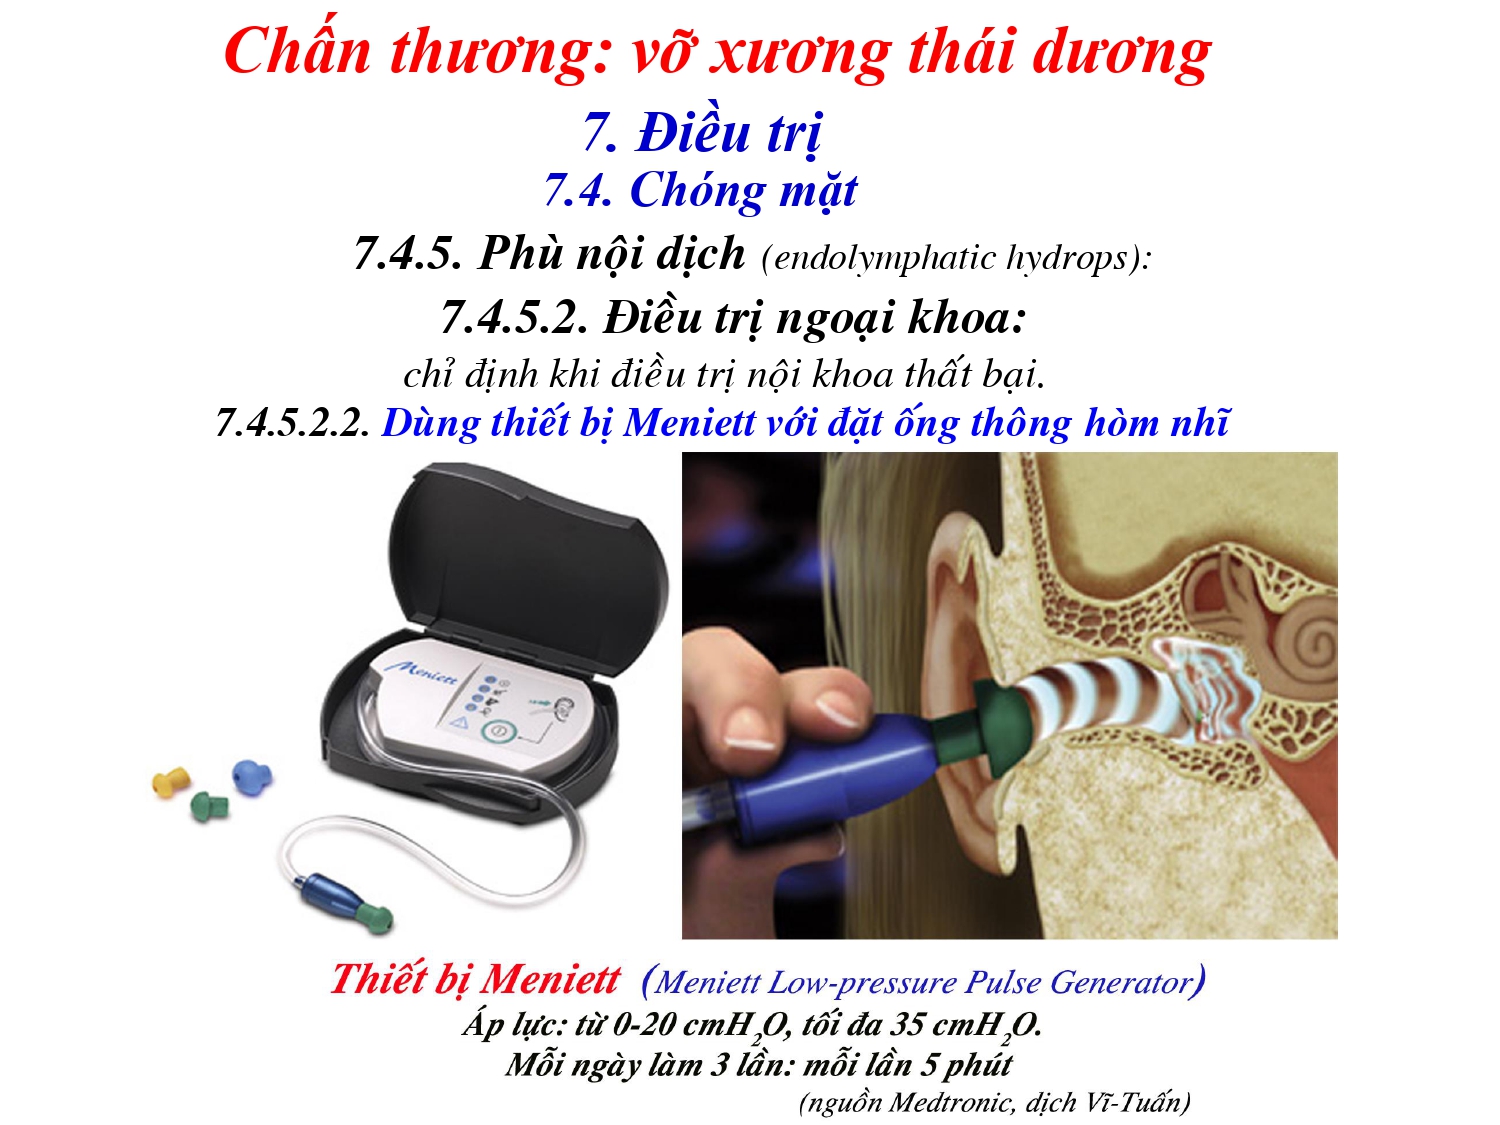 Chấn thương: vỡ xương thái dương
7. Điều trị
7.4. Chóng mặt
7.4.5. Phù nội dịch (endolymphatic hydrops):
7.4.5.2. Điều trị ngoại khoa:
chỉ định khi điều trị nội khoa thất bại.
7.4.5.2.2. Dùng thiết bị Meniett với đặt ống thông hòm nhĩ
Meniett
Thiết bị Meniett (Meniett Low-pressure Pulse Generator)
Áp lực: từ 0-20 cmH₂O, tối đa 35 cmH₂O.
Mỗi ngày làm 3 lần: mỗi lần 5 phút
(nguồn Medtronic, dịch Vĩ-Tuấn)